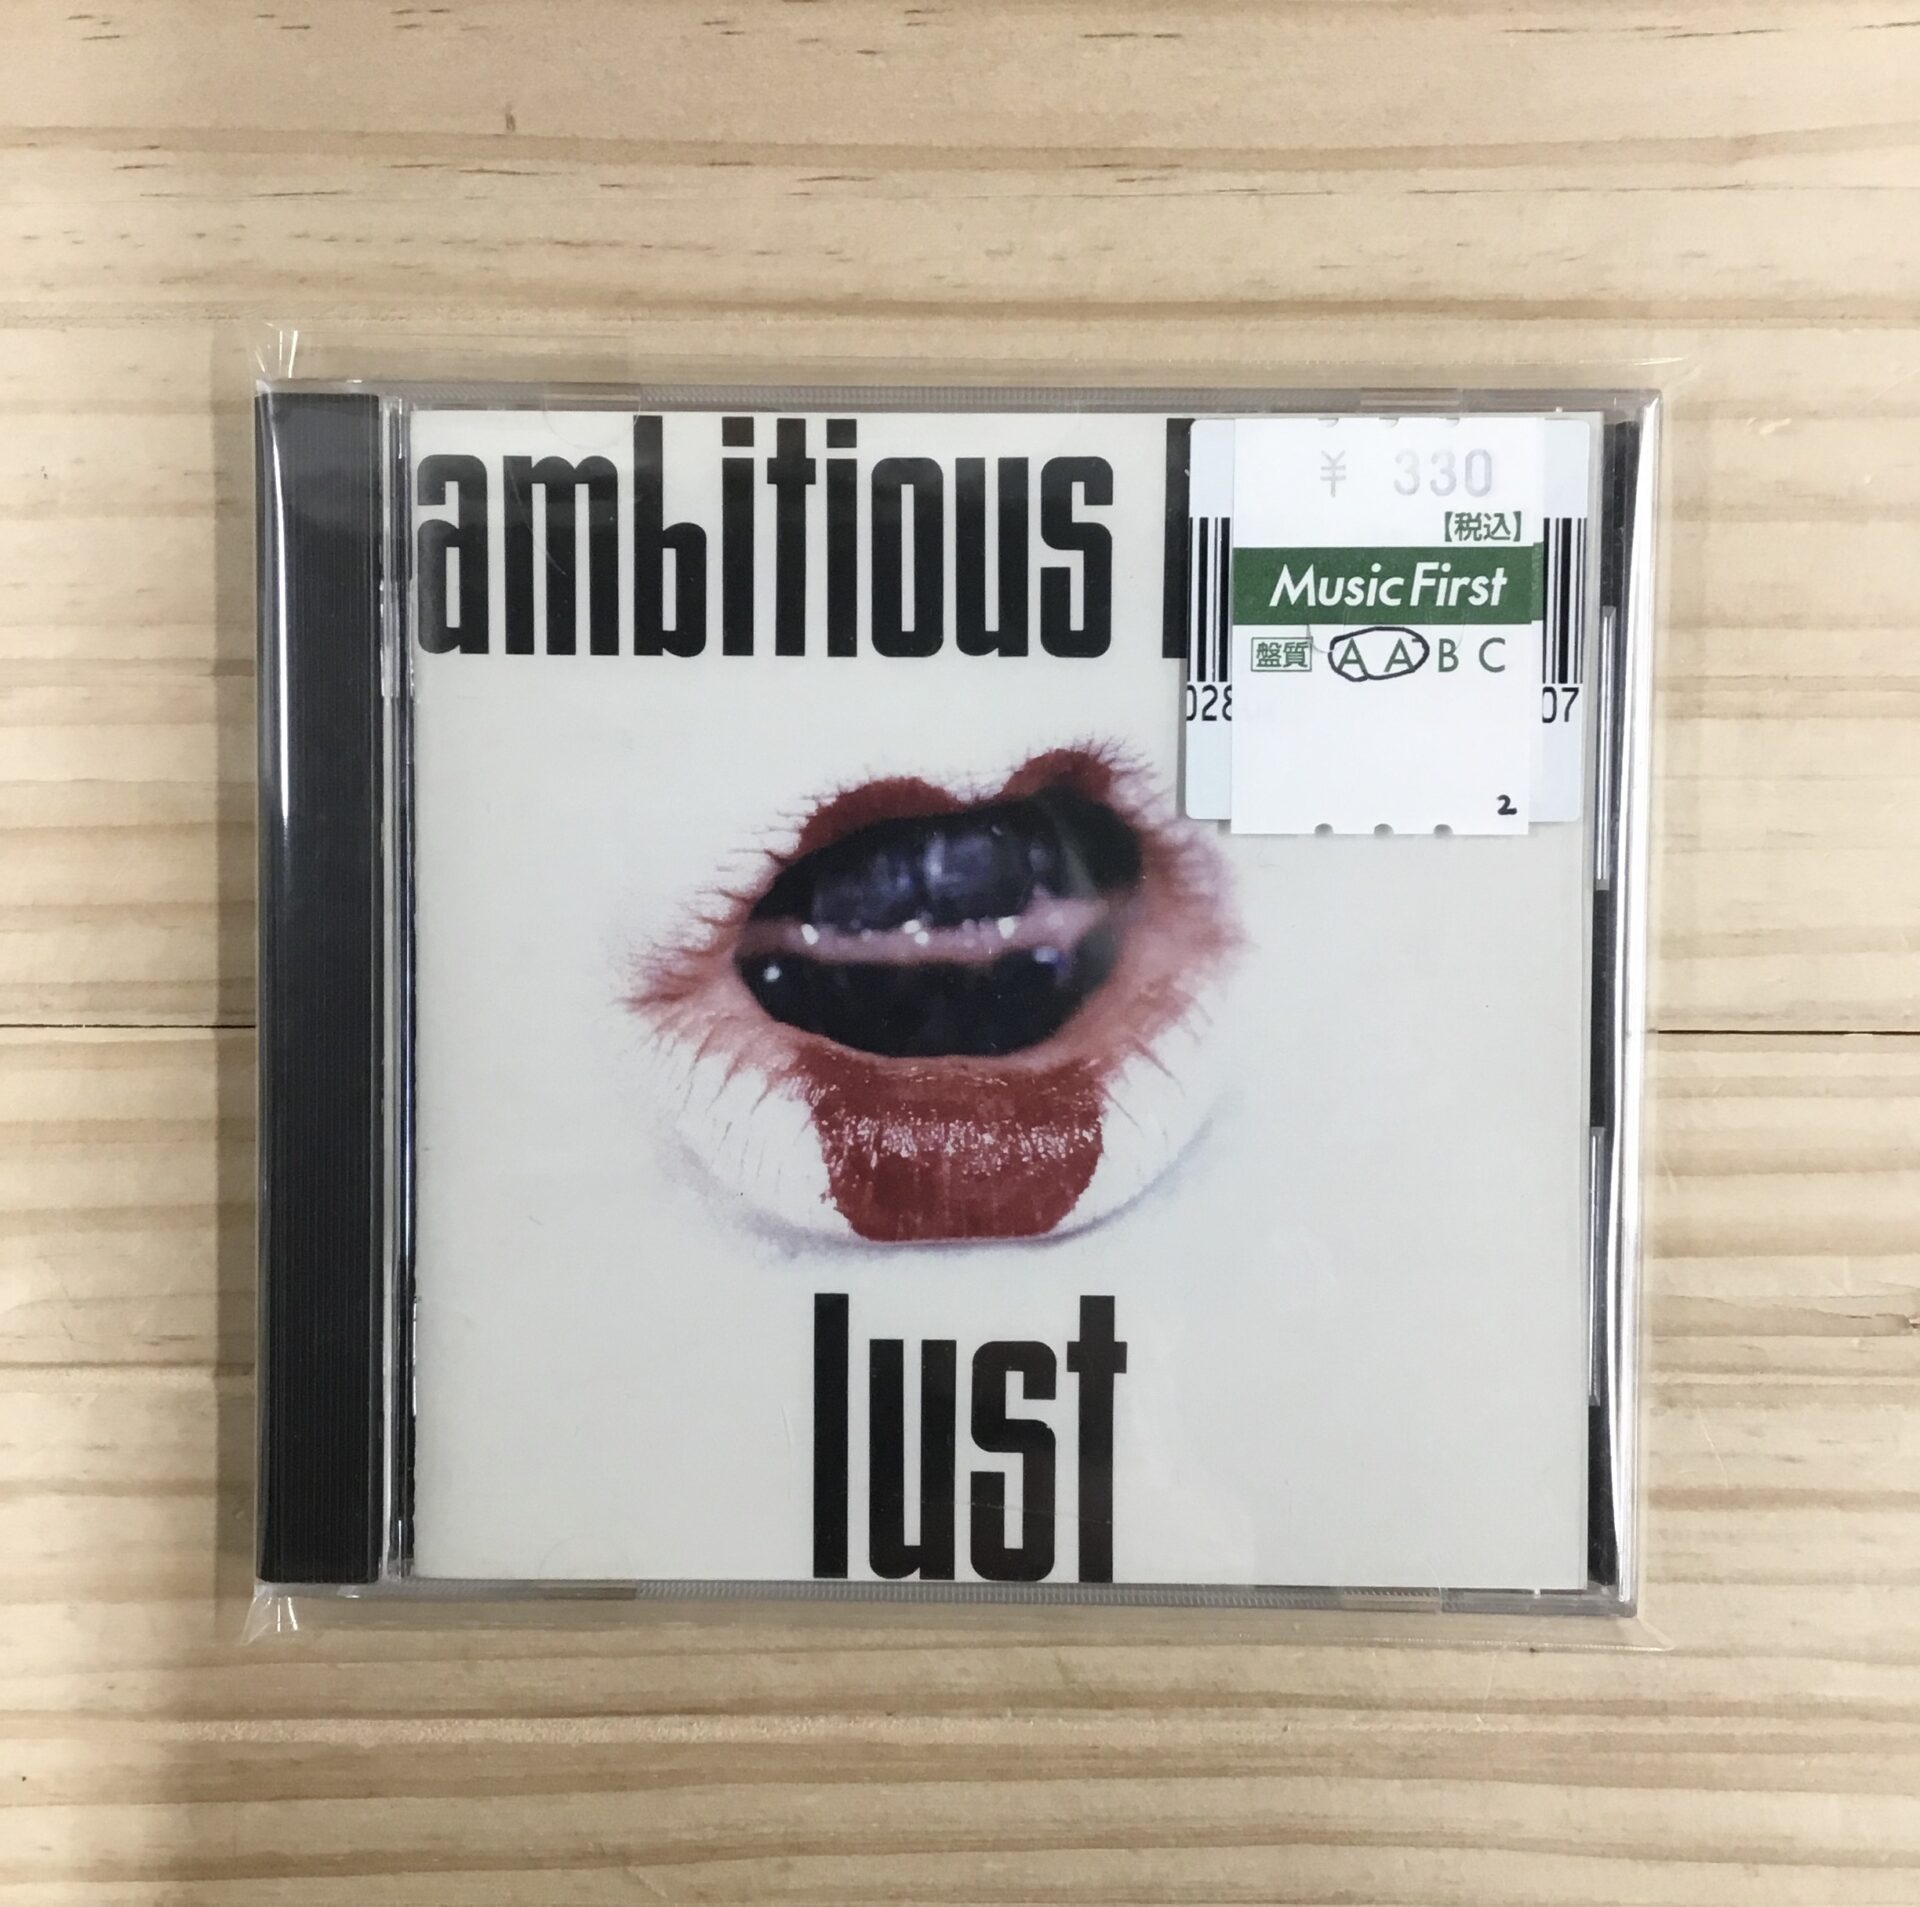 ambitious l
¥ 330
【税込】
Music First
盤質 A A B C
028 07
2
lust